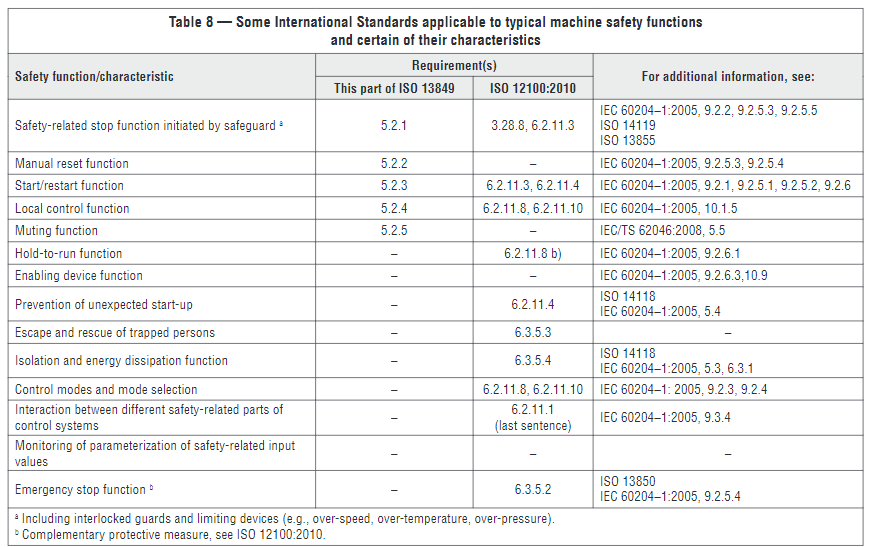 Table 8 — Some International Standards applicable to typical machine safety functions
and certain of their characteristics
Safety function/characteristic
Requirement(s)
For additional information, see:
This part of ISO 13849
ISO 12100:2010
Safety-related stop function initiated by safeguard ᵃ
5.2.1
3.28.8, 6.2.11.3
IEC 60204–1:2005, 9.2.2, 9.2.5.3, 9.2.5.5
ISO 14119
ISO 13855
Manual reset function
5.2.2
–
IEC 60204–1:2005, 9.2.5.3, 9.2.5.4
Start/restart function
5.2.3
6.2.11.3, 6.2.11.4
IEC 60204–1:2005, 9.2.1, 9.2.5.1, 9.2.5.2, 9.2.6
Local control function
5.2.4
6.2.11.8, 6.2.11.10
IEC 60204–1:2005, 10.1.5
Muting function
5.2.5
–
IEC/TS 62046:2008, 5.5
Hold-to-run function
–
6.2.11.8 b)
IEC 60204–1:2005, 9.2.6.1
Enabling device function
–
–
IEC 60204–1:2005, 9.2.6.3,10.9
Prevention of unexpected start-up
–
6.2.11.4
ISO 14118
IEC 60204–1:2005, 5.4
Escape and rescue of trapped persons
–
6.3.5.3
–
Isolation and energy dissipation function
–
6.3.5.4
ISO 14118
IEC 60204–1:2005, 5.3, 6.3.1
Control modes and mode selection
–
6.2.11.8, 6.2.11.10
IEC 60204–1: 2005, 9.2.3, 9.2.4
Interaction between different safety-related parts of
control systems
–
6.2.11.1
(last sentence)
IEC 60204–1:2005, 9.3.4
Monitoring of parameterization of safety-related input
values
–
–
–
Emergency stop function ᵇ
–
6.3.5.2
ISO 13850
IEC 60204–1:2005, 9.2.5.4
ᵃ Including interlocked guards and limiting devices (e.g., over-speed, over-temperature, over-pressure).
ᵇ Complementary protective measure, see ISO 12100:2010.